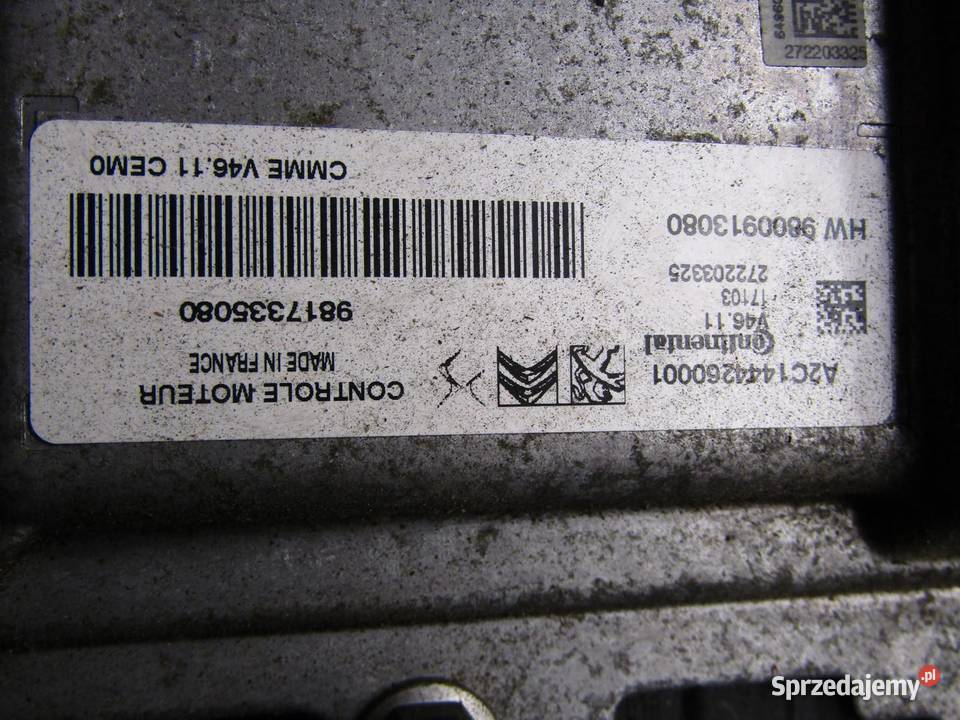 A2C1444260001
Continental
V46.11
17103
272203325
HW 9800913080
CONTROLE MOTEUR
MADE IN FRANCE
9817335080
CMME V46.11 CEM0
272203325
Sprzedajemy.pl